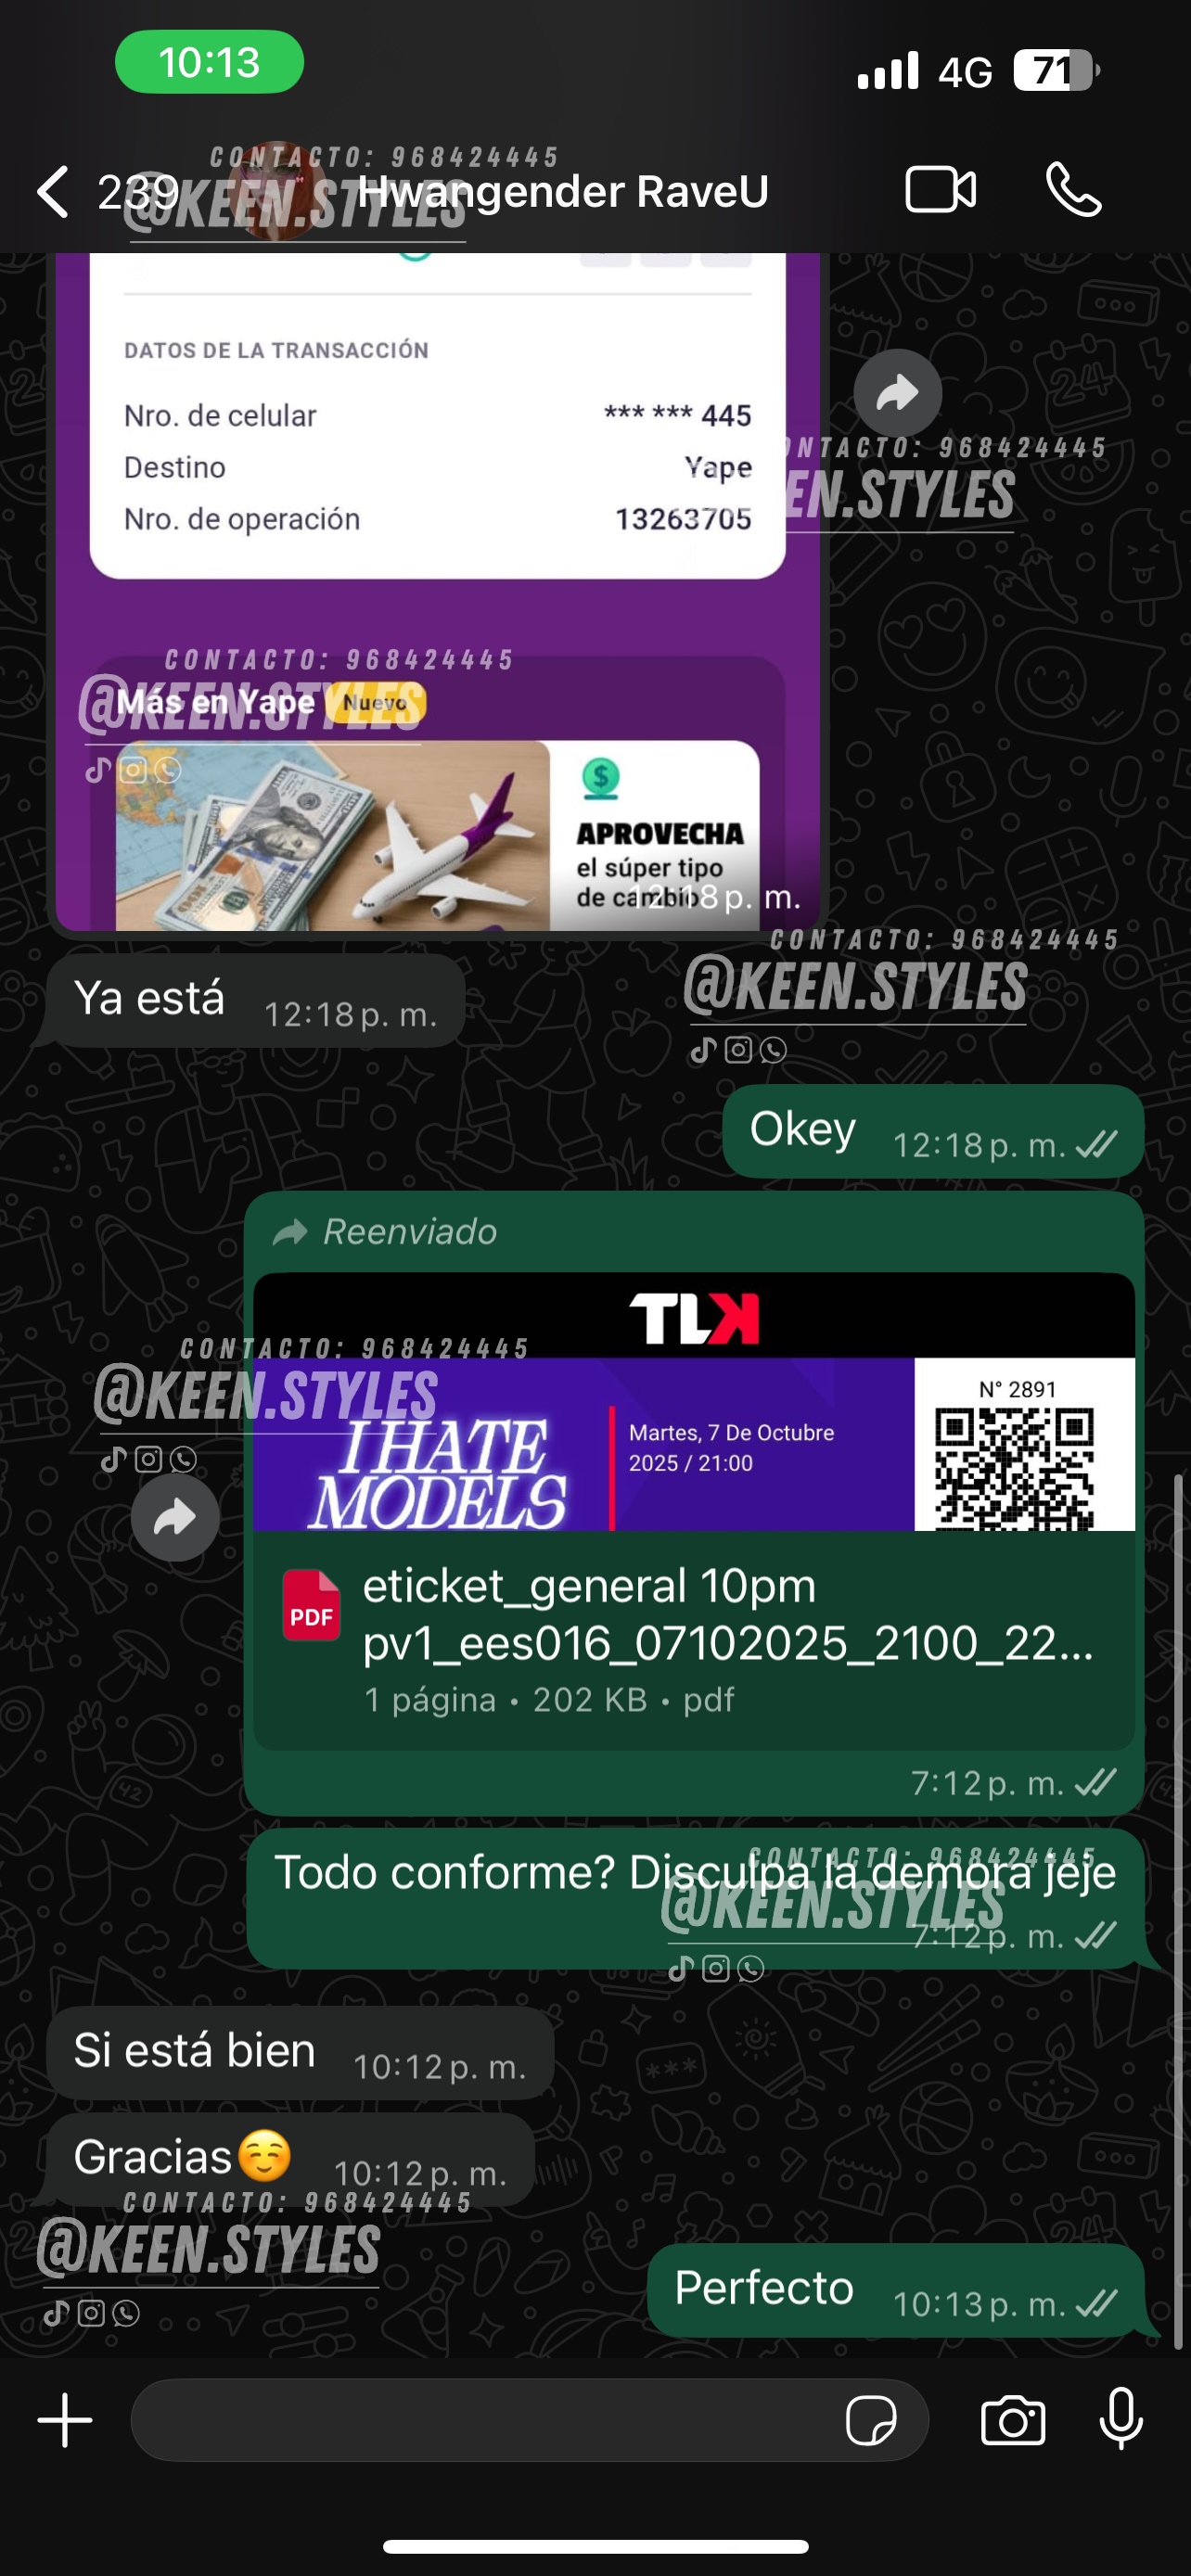 10:13
4G
71
CONTACTO: 968424445
@KEEN.STYLES
239
Hwangender RaveU
DATOS DE LA TRANSACCIÓN
Nro. de celular *** *** 445
Destino Yape
Nro. de operación 13263705
CONTACTO: 968424445
EN.STYLES
CONTACTO: 968424445
@KEEN.STYLES
Más en Yape Nuevo
$
APROVECHA
el súper tipo
de cambio
12:18 p. m.
Ya está 12:18 p. m.
CONTACTO: 968424445
@KEEN.STYLES
Okey 12:18 p. m.
Reenviado
TLK
CONTACTO: 968424445
@KEEN.STYLES
I HATE
MODELS
Martes, 7 De Octubre
2025 / 21:00
N° 2891
PDF
eticket_general 10pm
pv1_ees016_07102025_2100_22...
1 página • 202 KB • pdf
7:12 p. m.
Todo conforme? Disculpa la demora jeje
7:12 p. m.
CONTACTO: 968424445
@KEEN.STYLES
Si está bien 10:12 p. m.
Gracias☺️ 10:12 p. m.
CONTACTO: 968424445
@KEEN.STYLES
Perfecto 10:13 p. m.